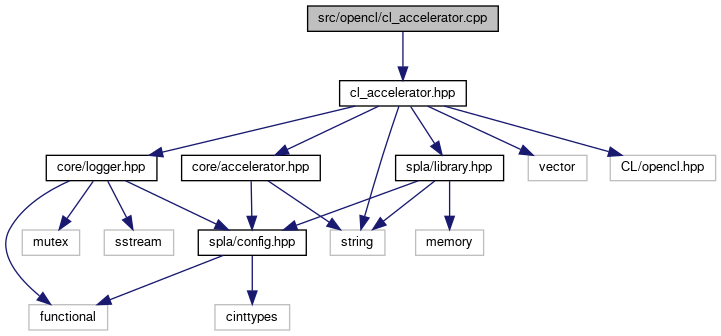 src/opencl/cl_accelerator.cpp
cl_accelerator.hpp
core/logger.hpp
core/accelerator.hpp
spla/library.hpp
vector
CL/opencl.hpp
mutex
sstream
spla/config.hpp
string
memory
functional
cinttypes